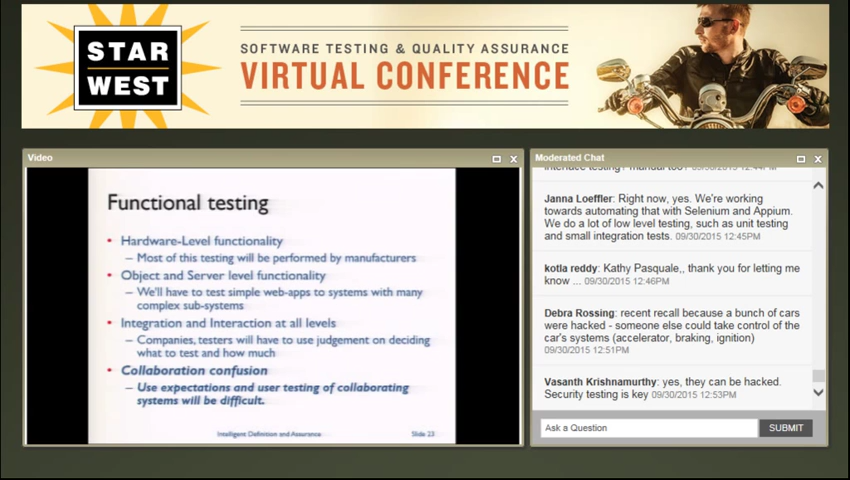 STAR
WEST
SOFTWARE TESTING & QUALITY ASSURANCE
VIRTUAL CONFERENCE
Video
Functional testing
• Hardware-Level functionality
– Most of this testing will be performed by manufacturers
• Object and Server level functionality
– We'll have to test simple web-apps to systems with many
complex sub-systems
• Integration and Interaction at all levels
– Companies, testers will have to use judgement on deciding
what to test and how much
• Collaboration confusion
– Use expectations and user testing of collaborating
systems will be difficult.
Intelligent Definition and Assurance
Slide 23
Moderated Chat
interface testing? manual too? 09/30/2015 12:44PM
Janna Loeffler: Right now, yes. We're working
towards automating that with Selenium and Appium.
We do a lot of low level testing, such as unit testing
and small integration tests. 09/30/2015 12:45PM
kotla reddy: Kathy Pasquale,, thank you for letting me
know ... 09/30/2015 12:46PM
Debra Rossing: recent recall because a bunch of cars
were hacked - someone else could take control of the
car's systems (accelerator, braking, ignition)
09/30/2015 12:51PM
Vasanth Krishnamurthy: yes, they can be hacked.
Security testing is key 09/30/2015 12:53PM
Ask a Question
SUBMIT